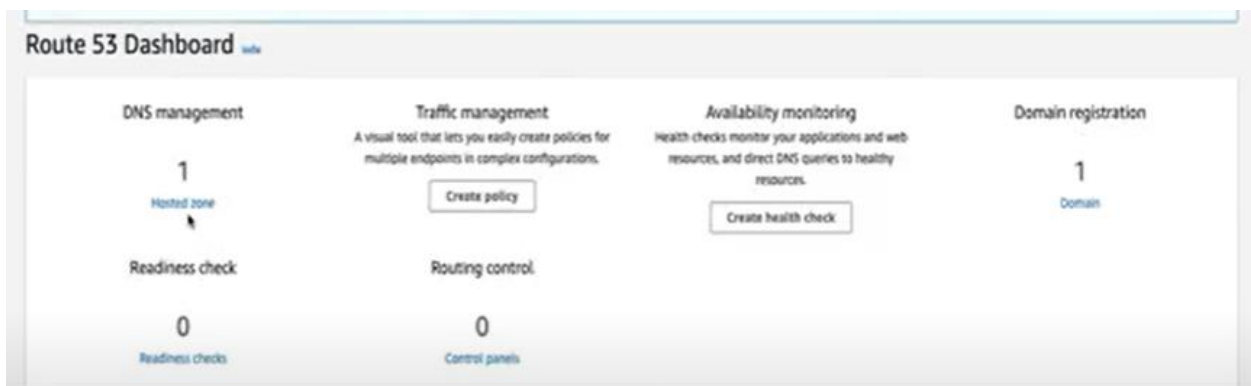 Route 53 Dashboard Info
DNS management
1
Hosted zone
Traffic management
A visual tool that lets you easily create policies for
multiple endpoints in complex configurations.
Create policy
Availability monitoring
Health checks monitor your applications and web
resources, and direct DNS queries to healthy
resources.
Create health check
Domain registration
1
Domain
Readiness check
0
Readiness checks
Routing control
0
Control panels